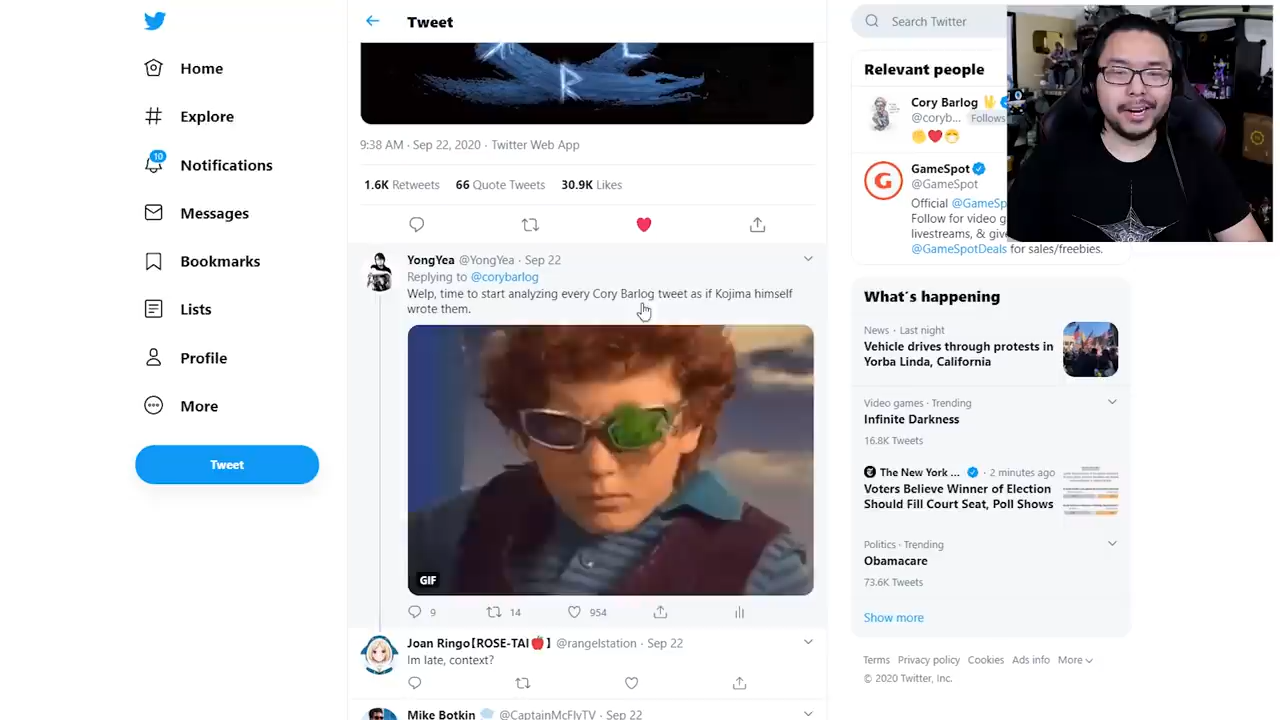 Tweet
Search Twitter
Home
Explore
10
Notifications
Messages
Bookmarks
Lists
Profile
More
Tweet
R
9:38 AM · Sep 22, 2020 · Twitter Web App
1.6K Retweets 66 Quote Tweets 30.9K Likes
YongYea @YongYea · Sep 22
Replying to @corybarlog
Welp, time to start analyzing every Cory Barlog tweet as if Kojima himself
wrote them.
GIF
9 14 954
Joan Ringo【ROSE-TAI🍎】 @rangelstation · Sep 22
Im late, context?
Mike Botkin @CaptainMcFlyTV · Sep 22
Relevant people
Cory Barlog
@coryb... Follows
GameSpot
@GameSpot
Official @GameSp
Follow for video g
livestreams, & giv
@GameSpotDeals for sales/freebies.
What's happening
News · Last night
Vehicle drives through protests in
Yorba Linda, California
Video games · Trending
Infinite Darkness
16.8K Tweets
The New York ... · 2 minutes ago
Voters Believe Winner of Election
Should Fill Court Seat, Poll Shows
Politics · Trending
Obamacare
73.6K Tweets
Show more
Terms Privacy policy Cookies Ads info More
© 2020 Twitter, Inc.